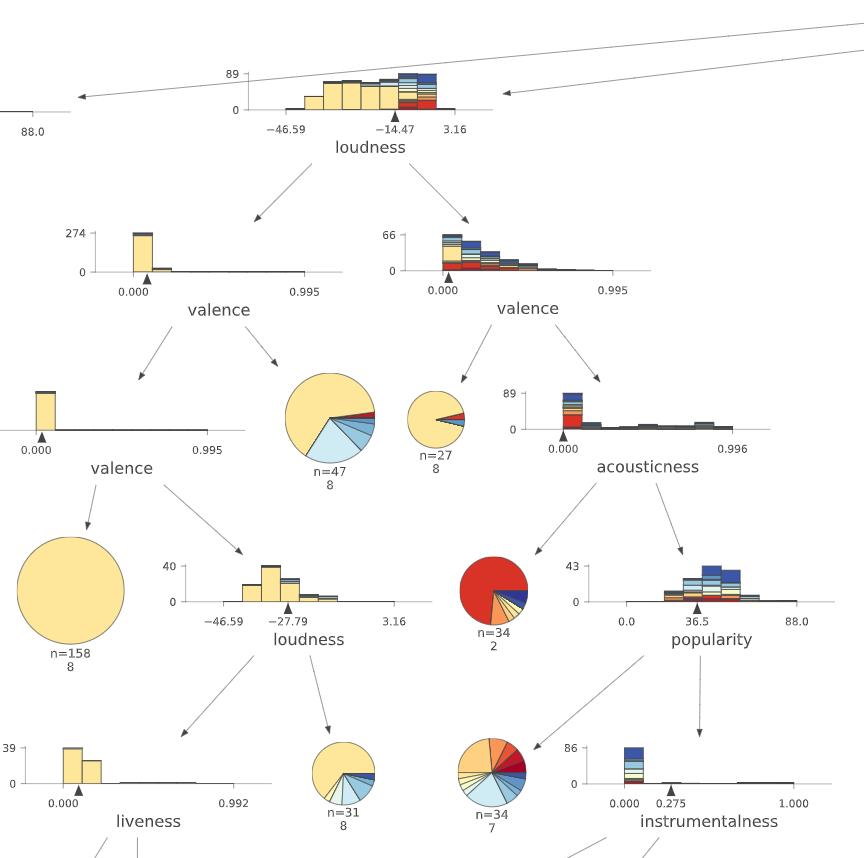 88.0
89
0
−46.59 −14.47 3.16
loudness
274
0
0.000 0.995
valence
66
0
0.000 0.995
valence
0.000 0.995
valence
n=47
8
n=27
8
89
0
0.000 0.996
acousticness
n=158
8
40
0
−46.59 −27.79 3.16
loudness
n=34
2
43
0
0.0 36.5 88.0
popularity
39
0
0.000 0.992
liveness
n=31
8
n=34
7
86
0
0.000 0.275 1.000
instrumentalness